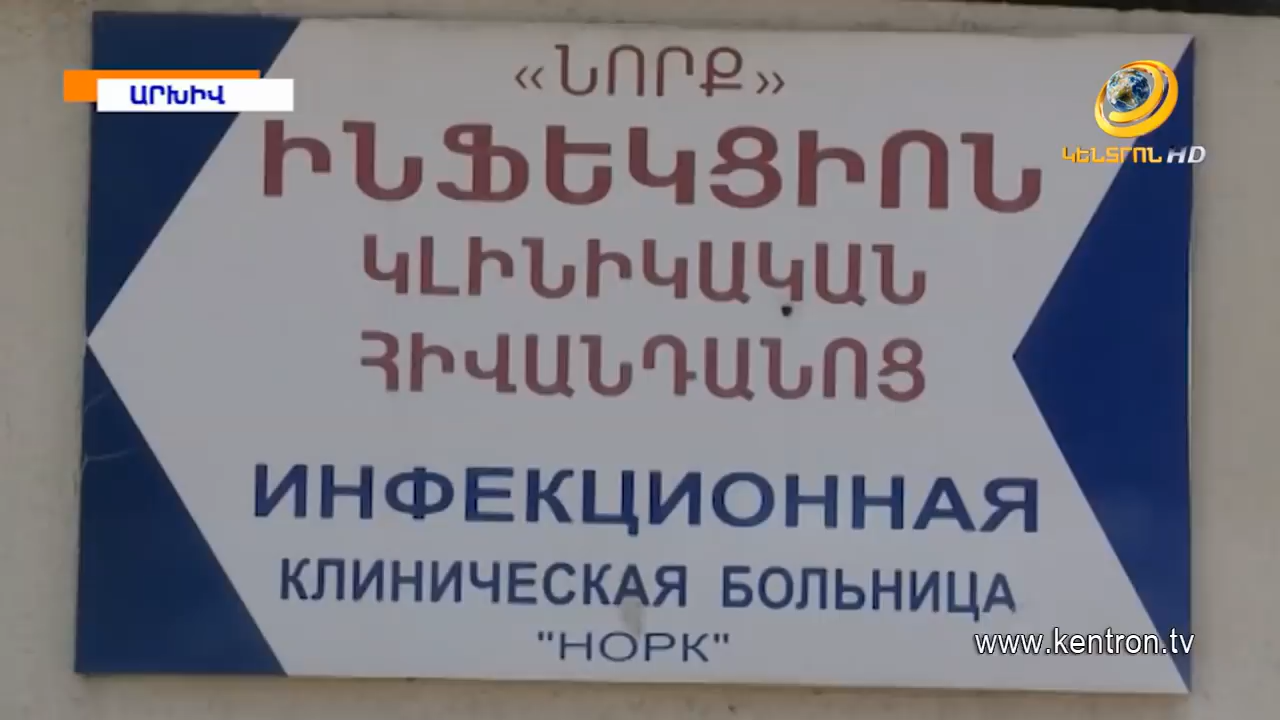 ԱՐԽԻՎ
ԿԵՆՏՐՈՆ HD
«ՆՈՐՔ»
ԻՆՖԵԿՑԻՈՆ
ԿԼԻՆԻԿԱԿԱՆ
ՀԻՎԱՆԴԱՆՈՑ
ИНФЕКЦИОННАЯ
КЛИНИЧЕСКАЯ БОЛЬНИЦА
"НОРК"
www.kentron.tv